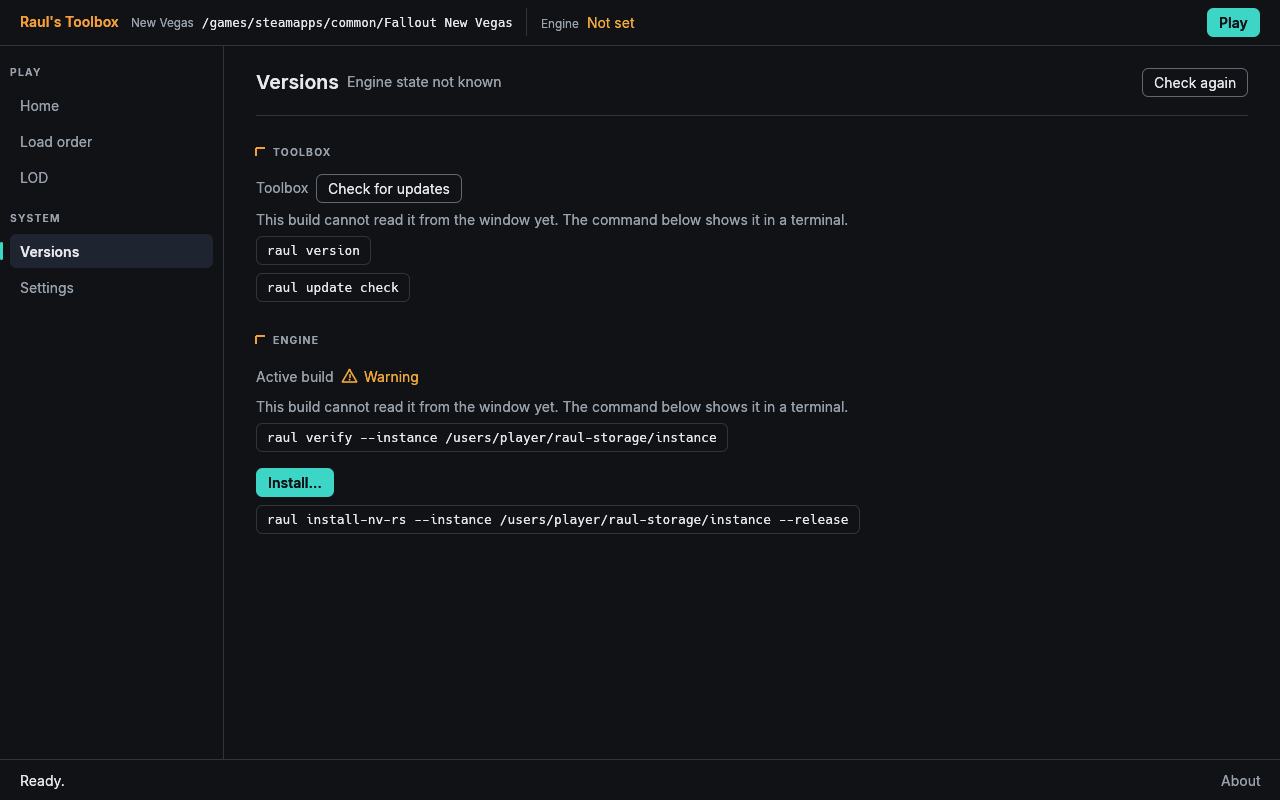 Raul's Toolbox New Vegas /games/steamapps/common/Fallout New Vegas Engine Not set Play
PLAY
Home
Load order
LOD
SYSTEM
Versions
Settings
Versions Engine state not known Check again
TOOLBOX
Toolbox Check for updates
This build cannot read it from the window yet. The command below shows it in a terminal.
raul version
raul update check
ENGINE
Active build Warning
This build cannot read it from the window yet. The command below shows it in a terminal.
raul verify --instance /users/player/raul-storage/instance
Install...
raul install-nv-rs --instance /users/player/raul-storage/instance --release
Ready. About